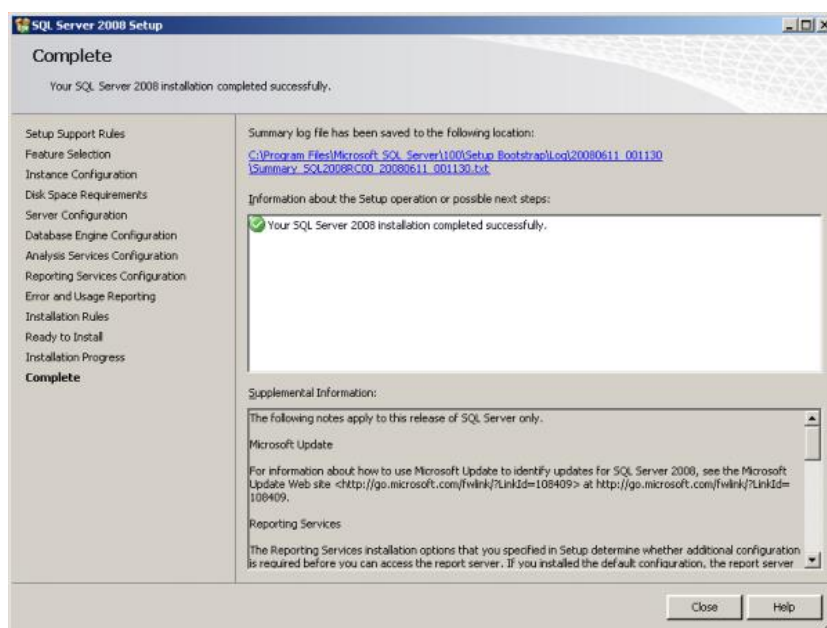 SQL Server 2008 Setup
Complete
Your SQL Server 2008 installation completed successfully.
Setup Support Rules
Feature Selection
Instance Configuration
Disk Space Requirements
Server Configuration
Database Engine Configuration
Analysis Services Configuration
Reporting Services Configuration
Error and Usage Reporting
Installation Rules
Ready to Install
Installation Progress
Complete
Summary log file has been saved to the following location:
C:\Program Files\Microsoft SQL Server\100\Setup Bootstrap\Log\20080611_001130
\Summary_SQL2008RC00_20080611_001130.txt
Information about the Setup operation or possible next steps:
Your SQL Server 2008 installation completed successfully.
Supplemental Information:
The following notes apply to this release of SQL Server only.
Microsoft Update
For information about how to use Microsoft Update to identify updates for SQL Server 2008, see the Microsoft
Update Web site <http://go.microsoft.com/fwlink/?LinkId=108409> at http://go.microsoft.com/fwlink/?LinkId=
108409.
Reporting Services
The Reporting Services installation options that you specified in Setup determine whether additional configuration
is required before you can access the report server. If you installed the default configuration, the report server
Close
Help